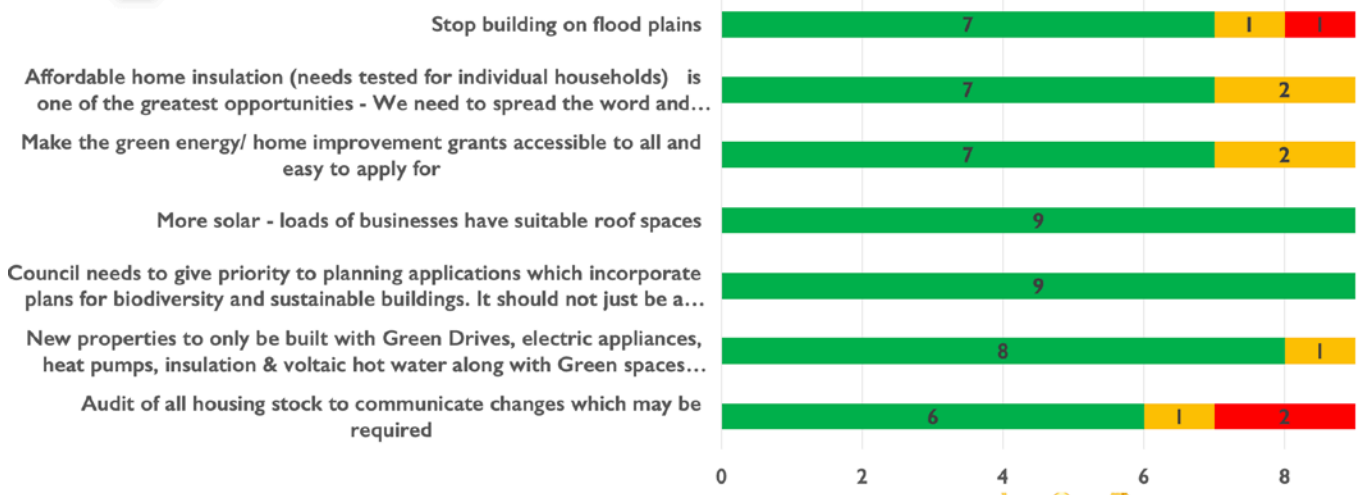 Stop building on flood plains
7 1 1
Affordable home insulation (needs tested for individual households) is
one of the greatest opportunities - We need to spread the word and...
7 2
Make the green energy/ home improvement grants accessible to all and
easy to apply for
7 2
More solar - loads of businesses have suitable roof spaces
9
Council needs to give priority to planning applications which incorporate
plans for biodiversity and sustainable buildings. It should not just be a...
9
New properties to only be built with Green Drives, electric appliances,
heat pumps, insulation & voltaic hot water along with Green spaces...
8 1
Audit of all housing stock to communicate changes which may be
required
6 1 2
0 2 4 6 8